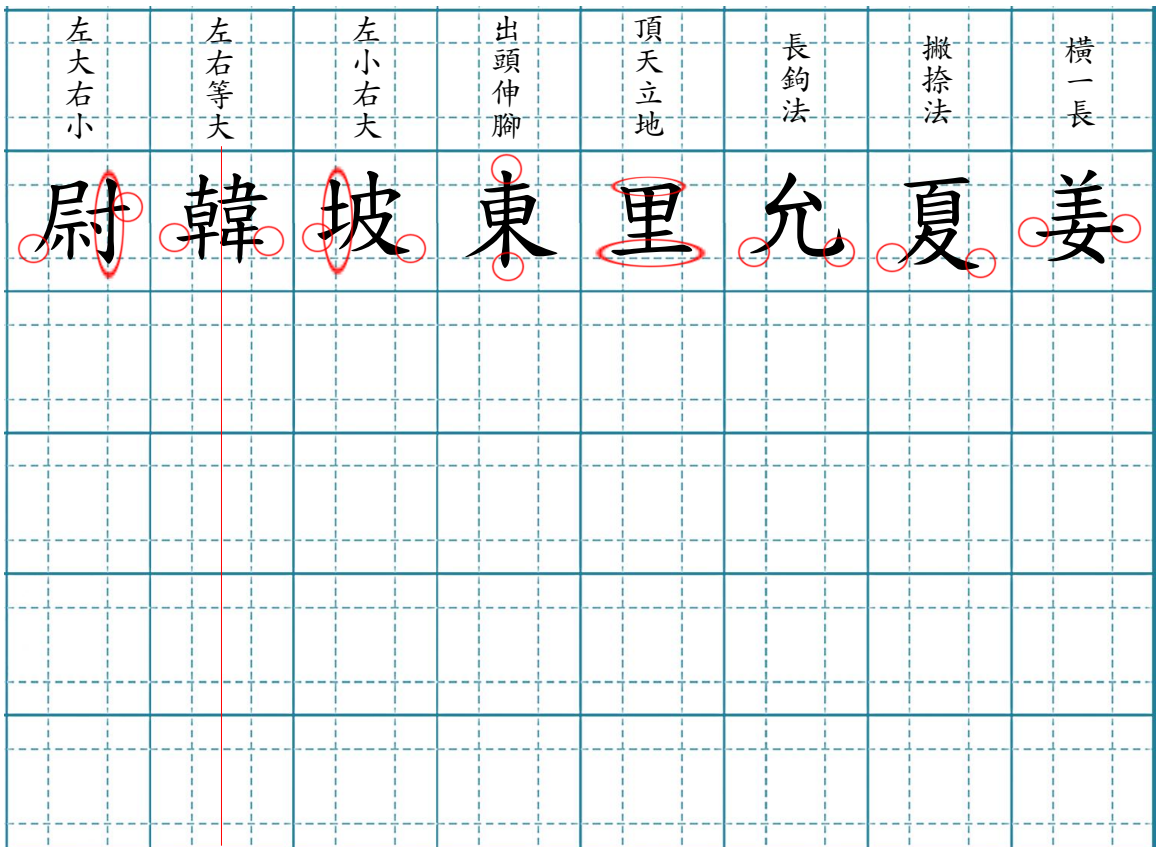 橫一長
撇捺法
長鉤法
頂天立地
出頭伸腳
左小右大
左右等大
左大右小
姜
夏
允
里
東
坡
韓
尉